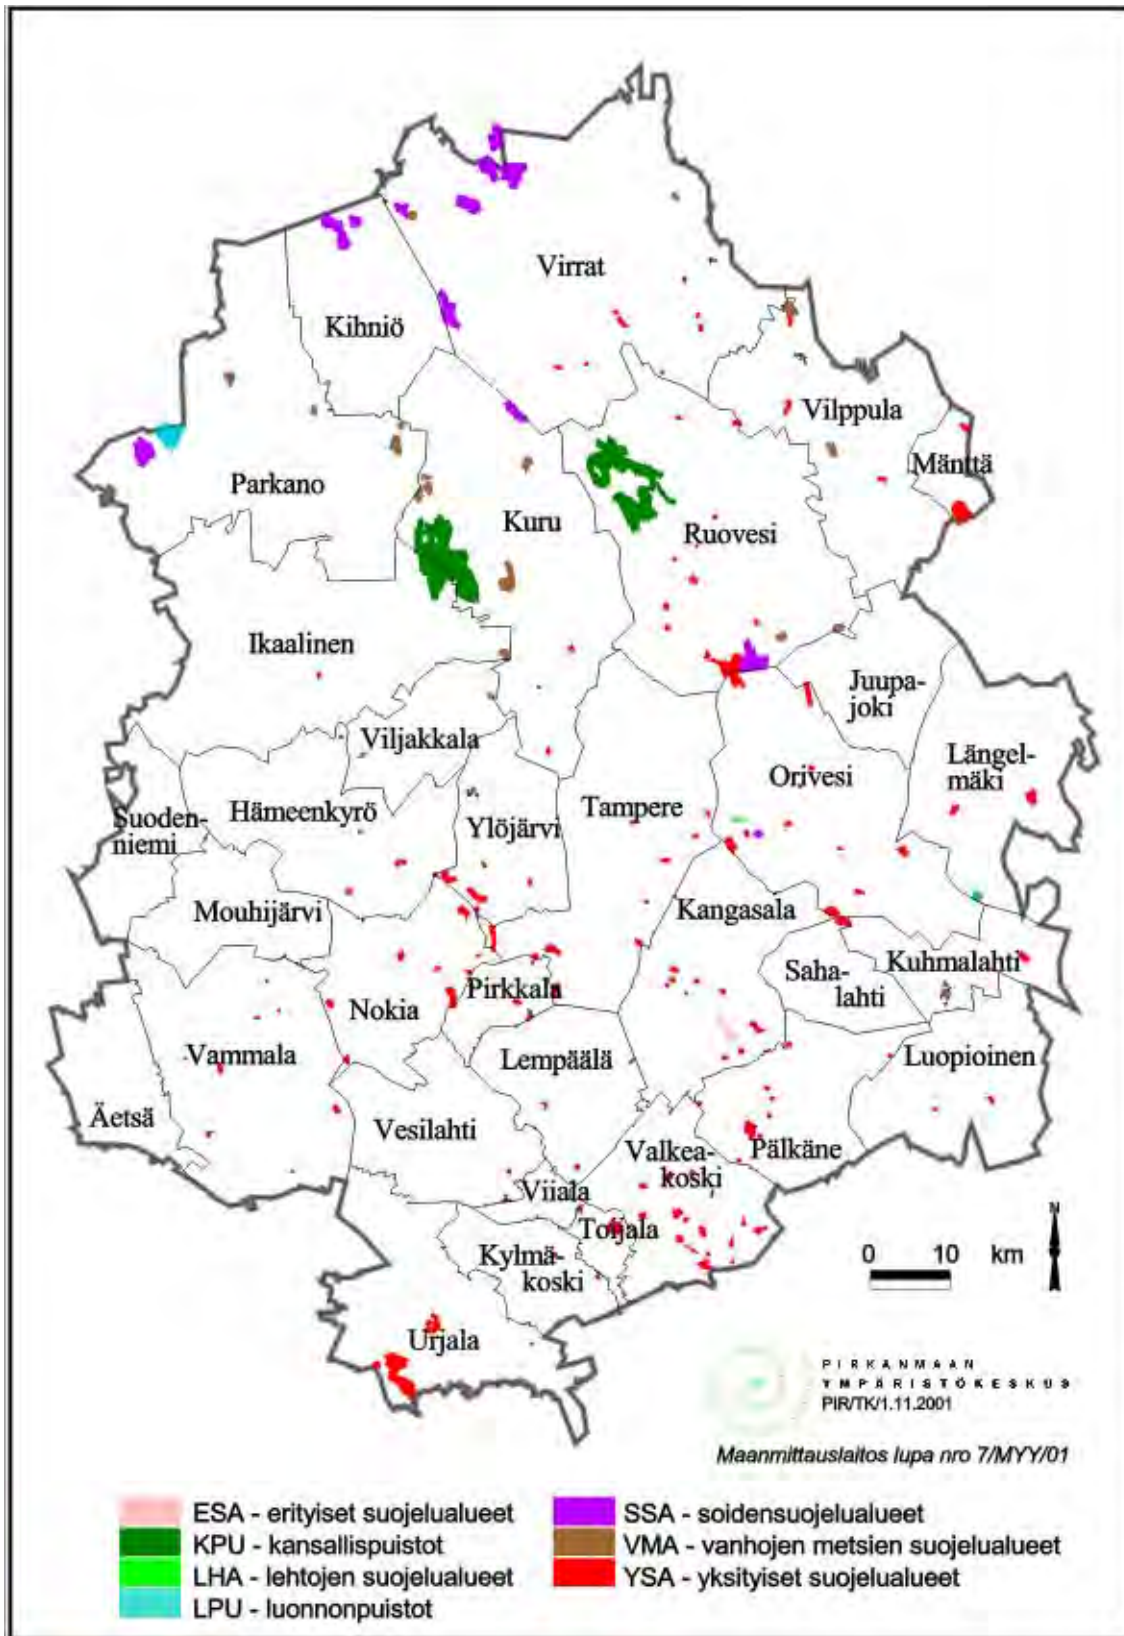 Virrat
Kihniö
Vilppula
Mänttä
Parkano
Kuru
Ruovesi
Ikaalinen
Juupa-
joki
Viljakkala
Längel-
mäki
Orivesi
Hämeenkyrö
Tampere
Suoden-
niemi
Ylöjärvi
Mouhijärvi
Kangasala
Kuhmalahti
Saha-
lahti
Pirkkala
Nokia
Vammala
Lempäälä
Luopioinen
Äetsä
Vesilahti
Valkea-
koski
Pälkäne
Viiala
Toijala
Kylmä-
koski
Urjala
N
0 10 km
PIRKANMAAN
YMPÄRISTÖKESKUS
PIR/TK/1.11.2001
Maanmittauslaitos lupa nro 7/MYY/01
ESA - erityiset suojelualueet
KPU - kansallispuistot
LHA - lehtojen suojelualueet
LPU - luonnonpuistot
SSA - soidensuojelualueet
VMA - vanhojen metsien suojelualueet
YSA - yksityiset suojelualueet